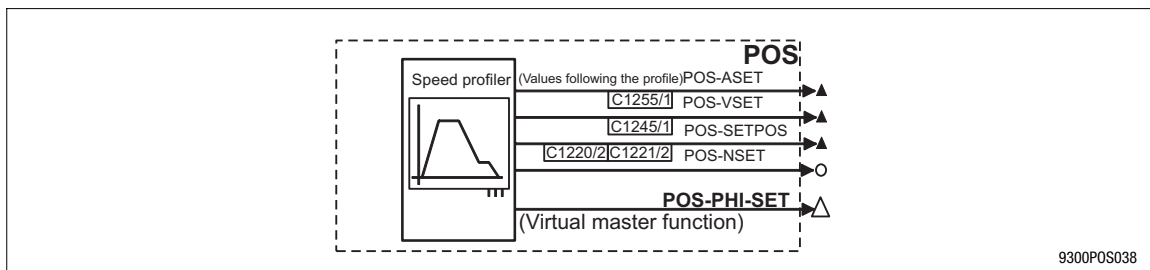 POS
Speed profiler
(Values following the profile) POS-ASET
C1255/1 POS-VSET
C1245/1 POS-SETPOS
C1220/2 C1221/2 POS-NSET
POS-PHI-SET
(Virtual master function)
9300POS038